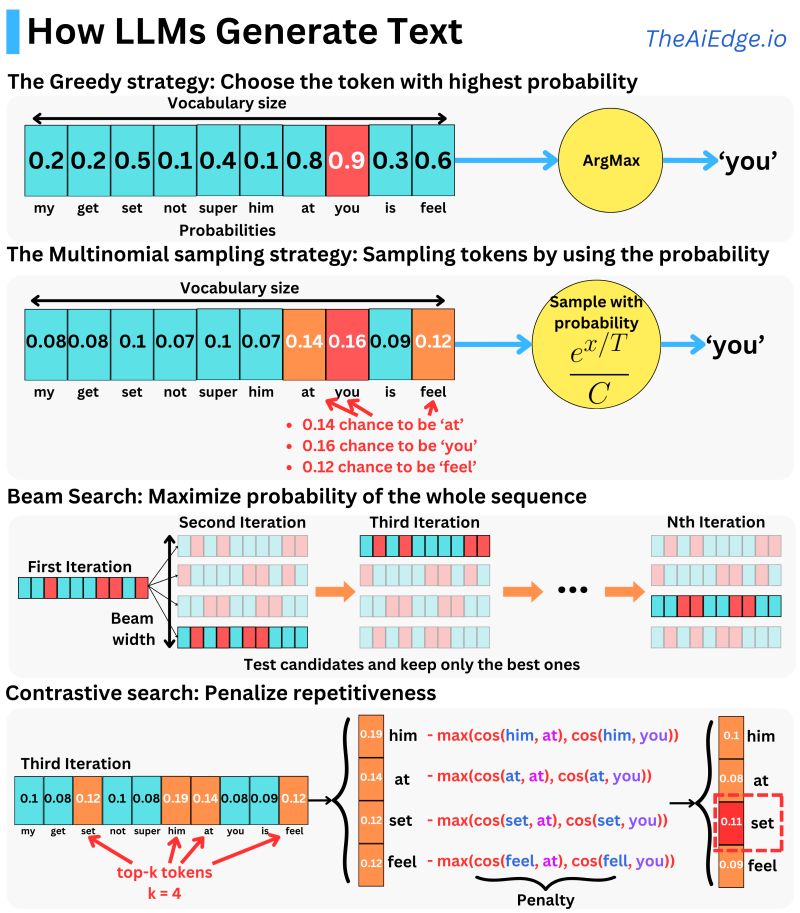 How LLMs Generate Text
TheAiEdge.io
The Greedy strategy: Choose the token with highest probability
Vocabulary size
0.2 0.2 0.5 0.1 0.4 0.1 0.8 0.9 0.3 0.6
my get set not super him at you is feel
Probabilities
ArgMax
‘you’
The Multinomial sampling strategy: Sampling tokens by using the probability
Vocabulary size
0.08 0.08 0.1 0.07 0.1 0.07 0.14 0.16 0.09 0.12
my get set not super him at you is feel
• 0.14 chance to be ‘at’
• 0.16 chance to be ‘you’
• 0.12 chance to be ‘feel’
Sample with
probability
e^{x/T}
C
‘you’
Beam Search: Maximize probability of the whole sequence
First Iteration
Beam
width
Second Iteration
Third Iteration
...
Nth Iteration
Test candidates and keep only the best ones
Contrastive search: Penalize repetitiveness
Third Iteration
0.1 0.08 0.12 0.1 0.08 0.19 0.14 0.08 0.09 0.12
my get set not super him at you is feel
top-k tokens
k = 4
0.19 him - max(cos(him, at), cos(him, you))
0.14 at - max(cos(at, at), cos(at, you))
0.12 set - max(cos(set, at), cos(set, you))
0.12 feel - max(cos(feel, at), cos(fell, you))
Penalty
0.1 him
0.08 at
0.11 set
0.09 feel